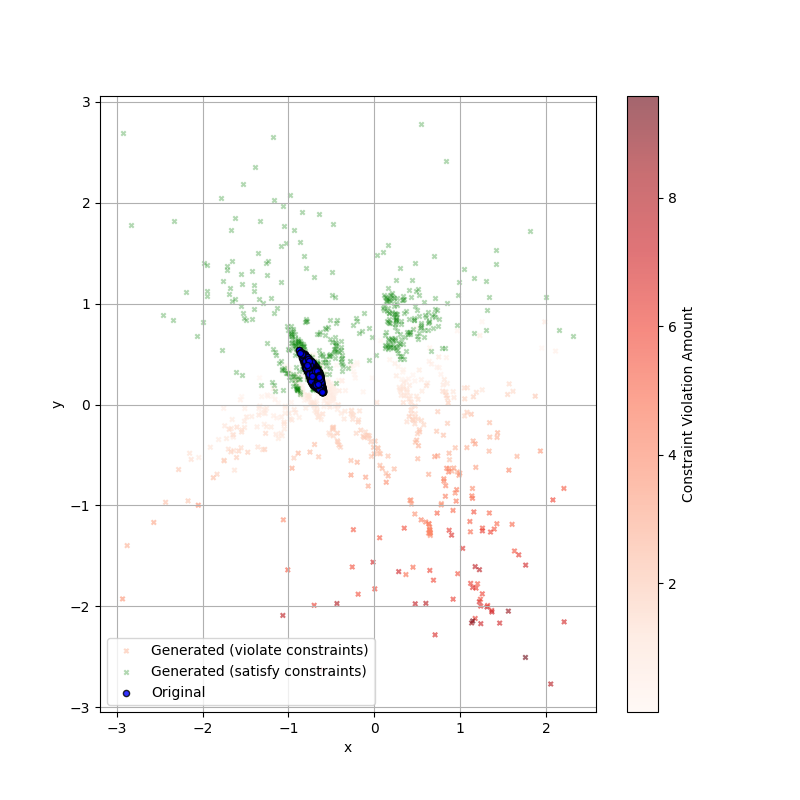 3
2
1
0
−1
−2
−3
y
−3
−2
−1
0
1
2
x
Generated (violate constraints)
Generated (satisfy constraints)
Original
8
6
4
2
Constraint Violation Amount